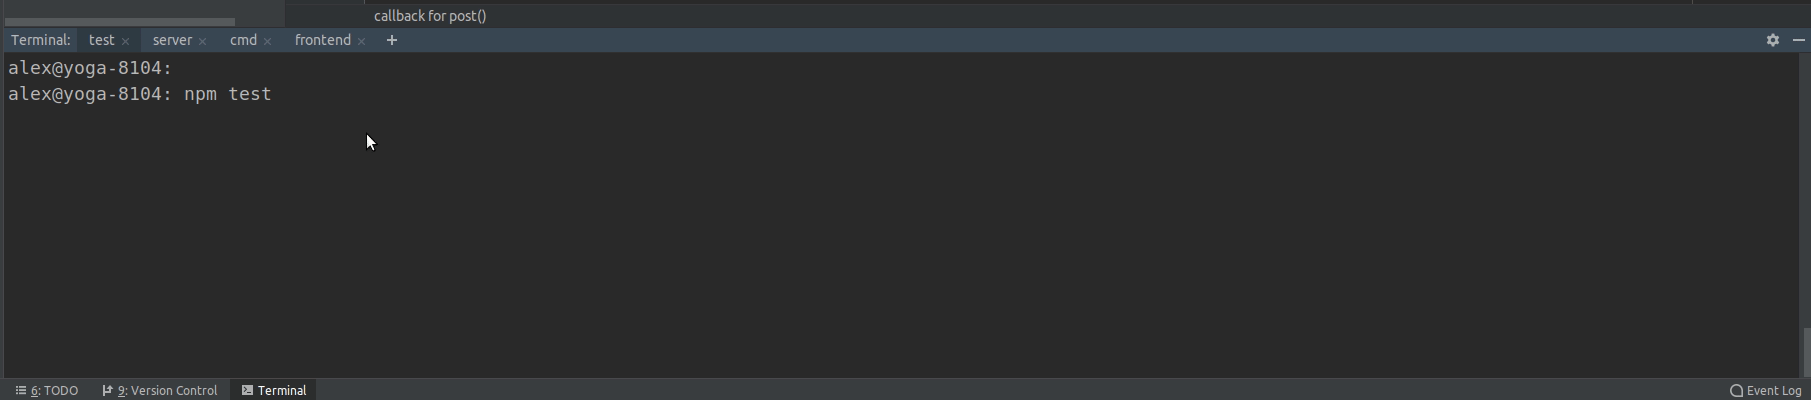 callback for post()
Terminal: test × server × cmd × frontend × +
alex@yoga-8104:
alex@yoga-8104: npm test
6: TODO 9: Version Control Terminal Event Log